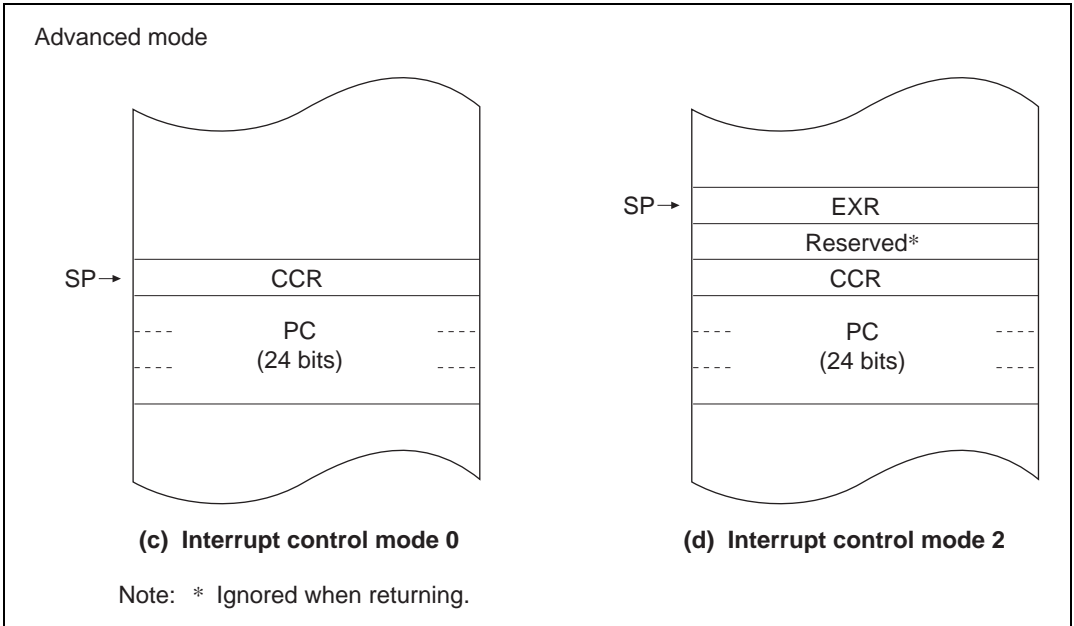 Advanced mode
SP→
CCR
PC
(24 bits)
(c) Interrupt control mode 0
SP→
EXR
Reserved*
CCR
PC
(24 bits)
(d) Interrupt control mode 2
Note: * Ignored when returning.